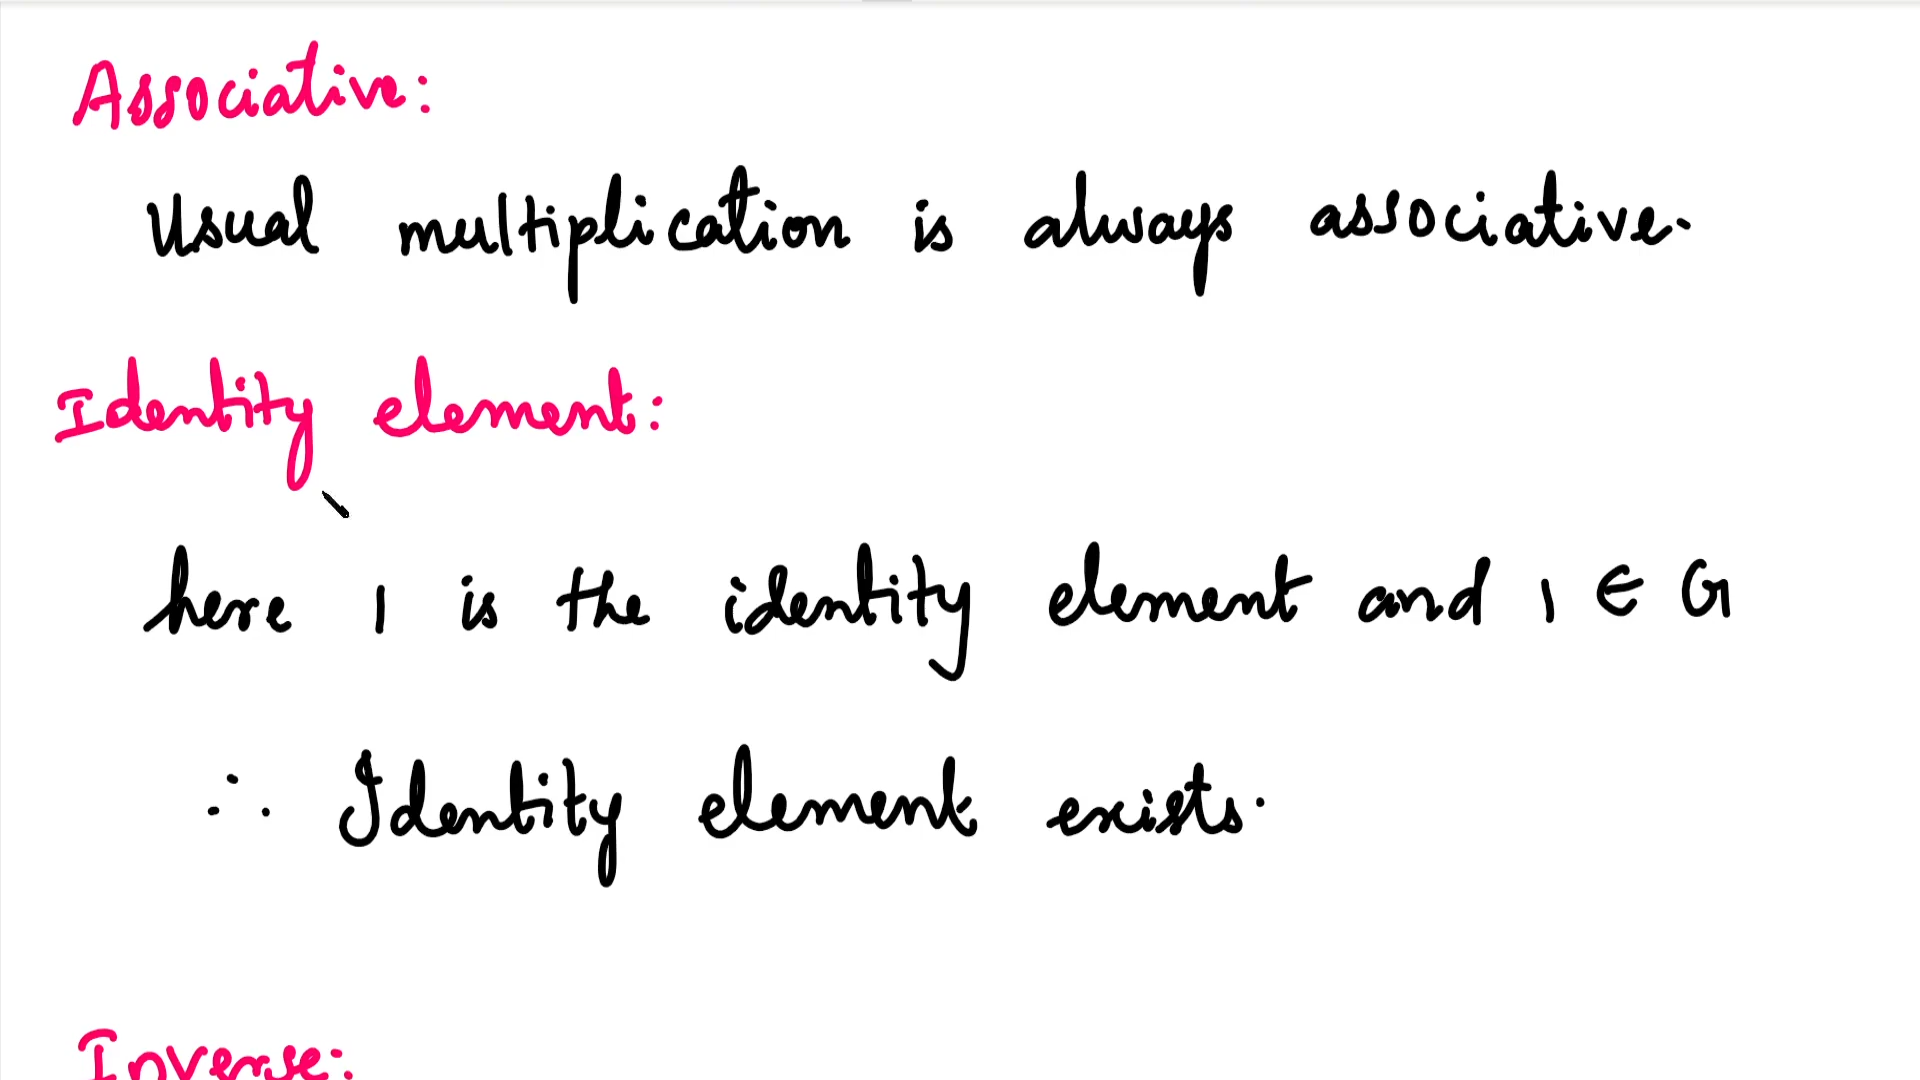 Associative:
Usual multiplication is always associative.
Identity element:
here 1 is the identity element and 1 ∈ G
∴ Identity element exists.
Inverse: